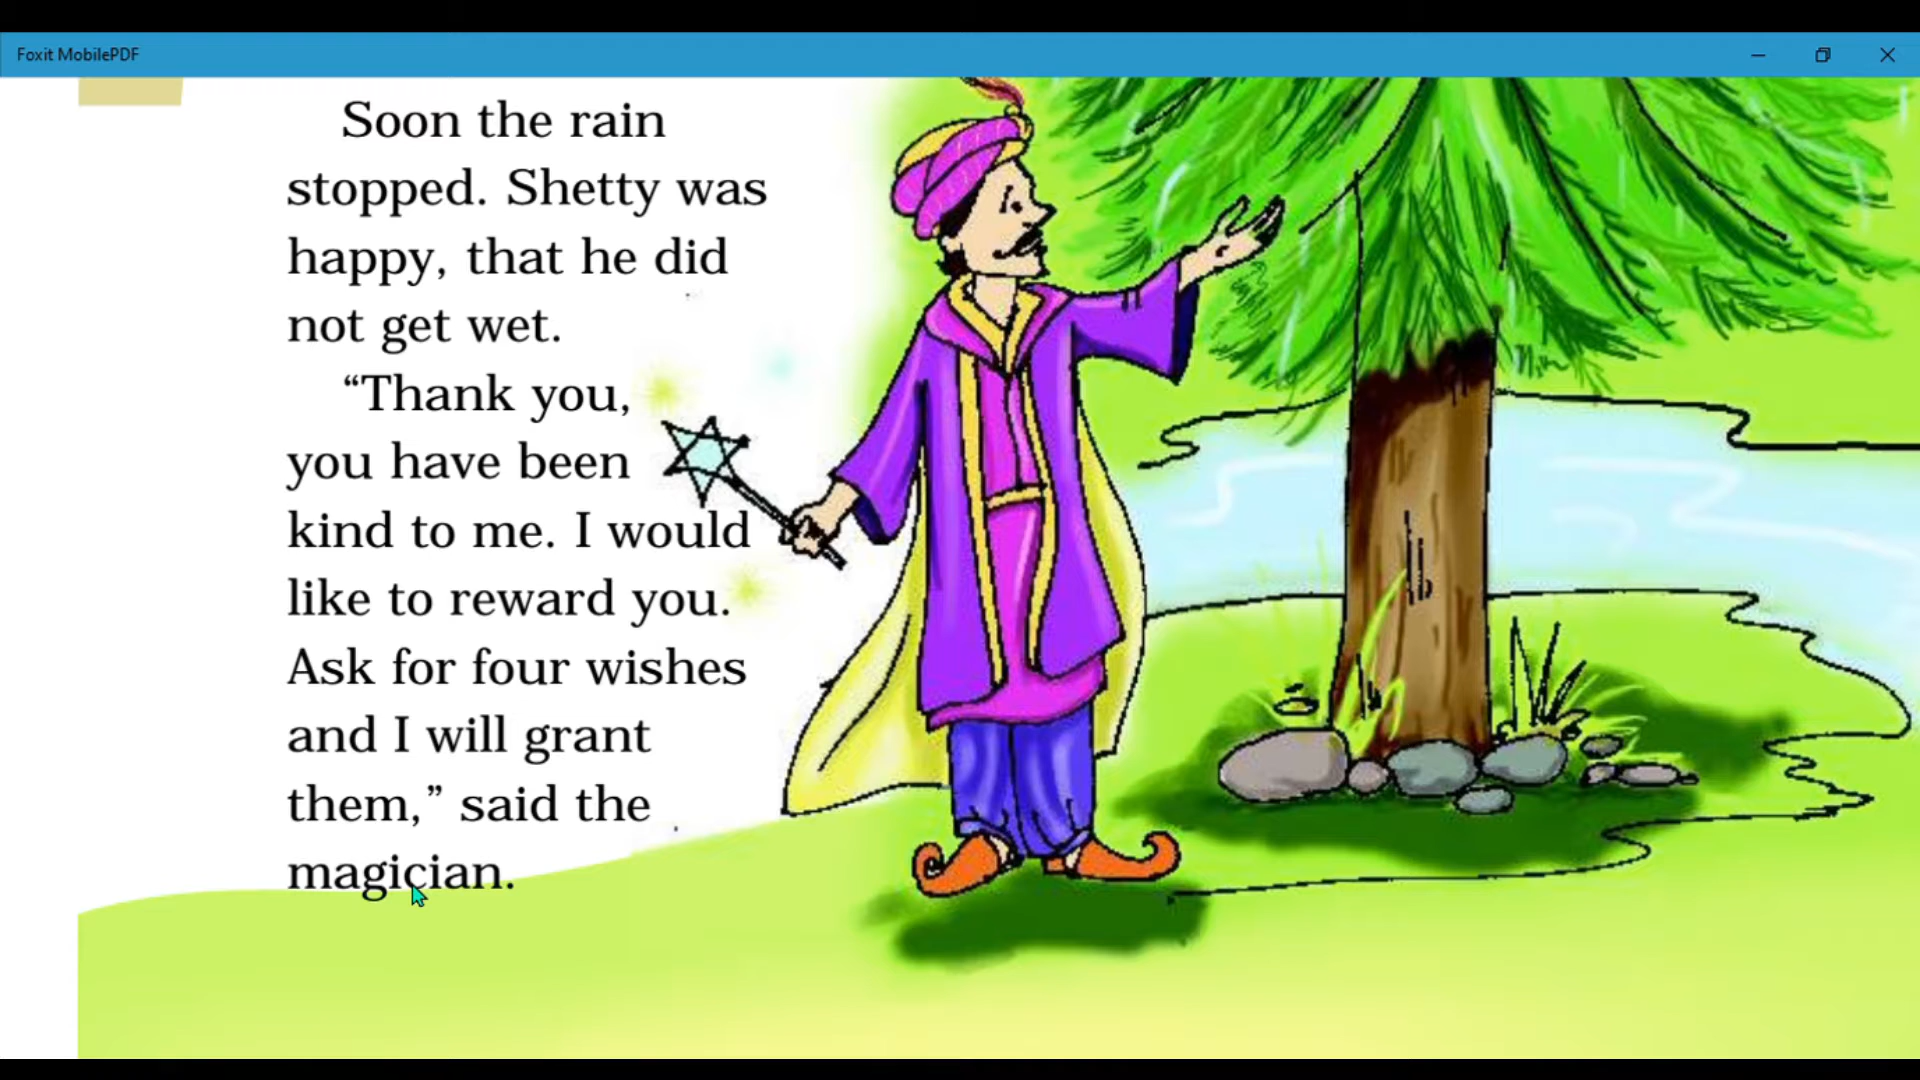 Foxit MobilePDF
Soon the rain
stopped. Shetty was
happy, that he did
not get wet.
“Thank you,
you have been
kind to me. I would
like to reward you.
Ask for four wishes
and I will grant
them,” said the
magician.